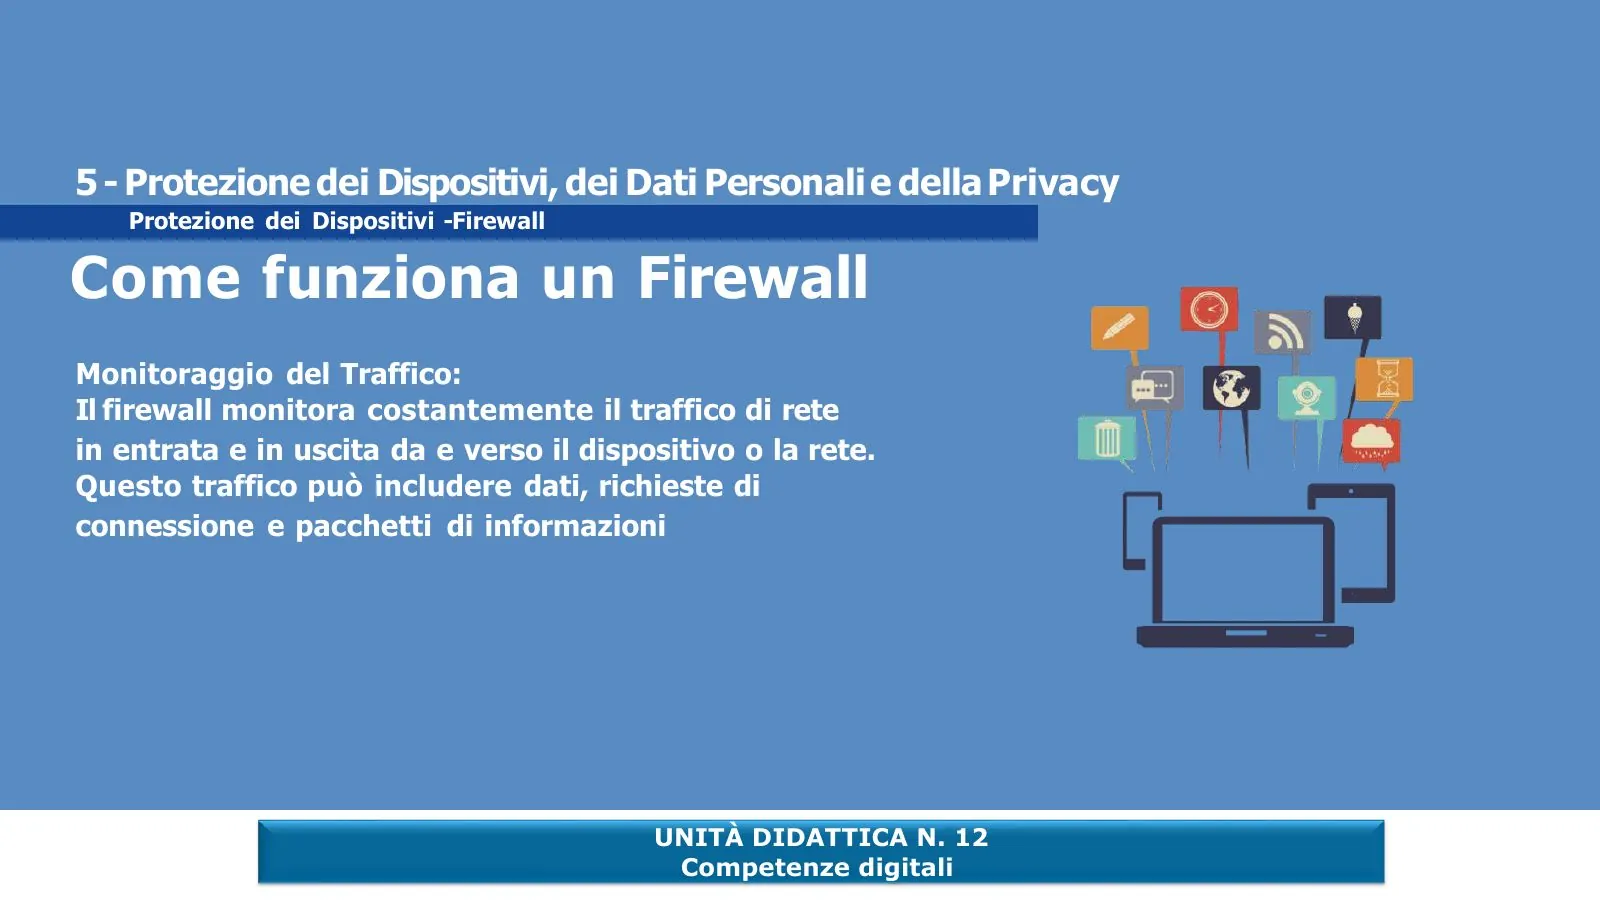 5 - Protezione dei Dispositivi, dei Dati Personali e della Privacy
Protezione dei Dispositivi -Firewall
Come funziona un Firewall
Monitoraggio del Traffico:
Il firewall monitora costantemente il traffico di rete
in entrata e in uscita da e verso il dispositivo o la rete.
Questo traffico può includere dati, richieste di
connessione e pacchetti di informazioni
UNITÀ DIDATTICA N. 12
Competenze digitali